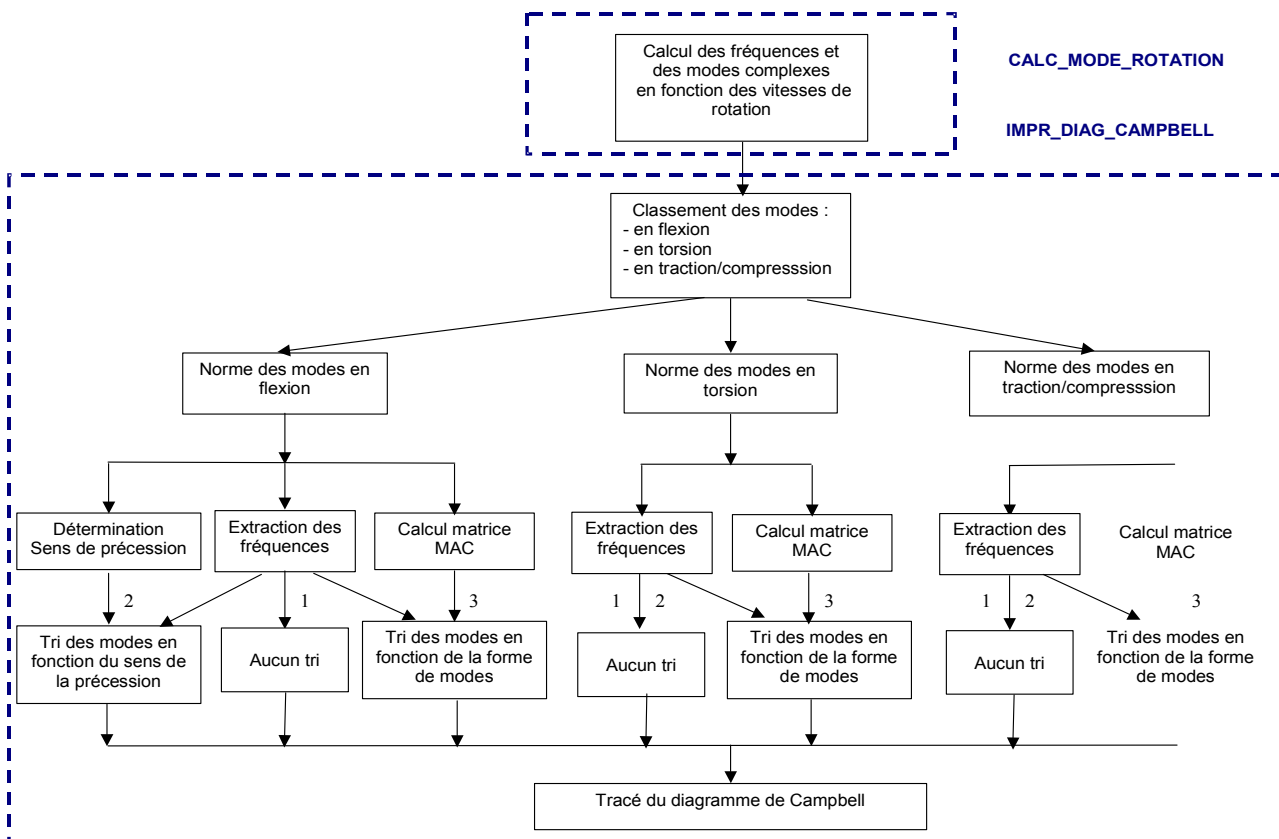 Calcul des fréquences et
des modes complexes
en fonction des vitesses de
rotation
CALC_MODE_ROTATION
IMPR_DIAG_CAMPBELL
Classement des modes :
- en flexion
- en torsion
- en traction/compresssion
Norme des modes en
flexion
Norme des modes en
torsion
Norme des modes en
traction/compresssion
Détermination
Sens de précession
Extraction des
fréquences
Calcul matrice
MAC
Extraction des
fréquences
Calcul matrice
MAC
Extraction des
fréquences
Calcul matrice
MAC
2
1
3
1
2
3
1
2
3
Tri des modes en
fonction du sens de
la précession
Aucun tri
Tri des modes en
fonction de la forme
de modes
Aucun tri
Tri des modes en
fonction de la forme
de modes
Aucun tri
Tri des modes en
fonction de la forme
de modes
Tracé du diagramme de Campbell